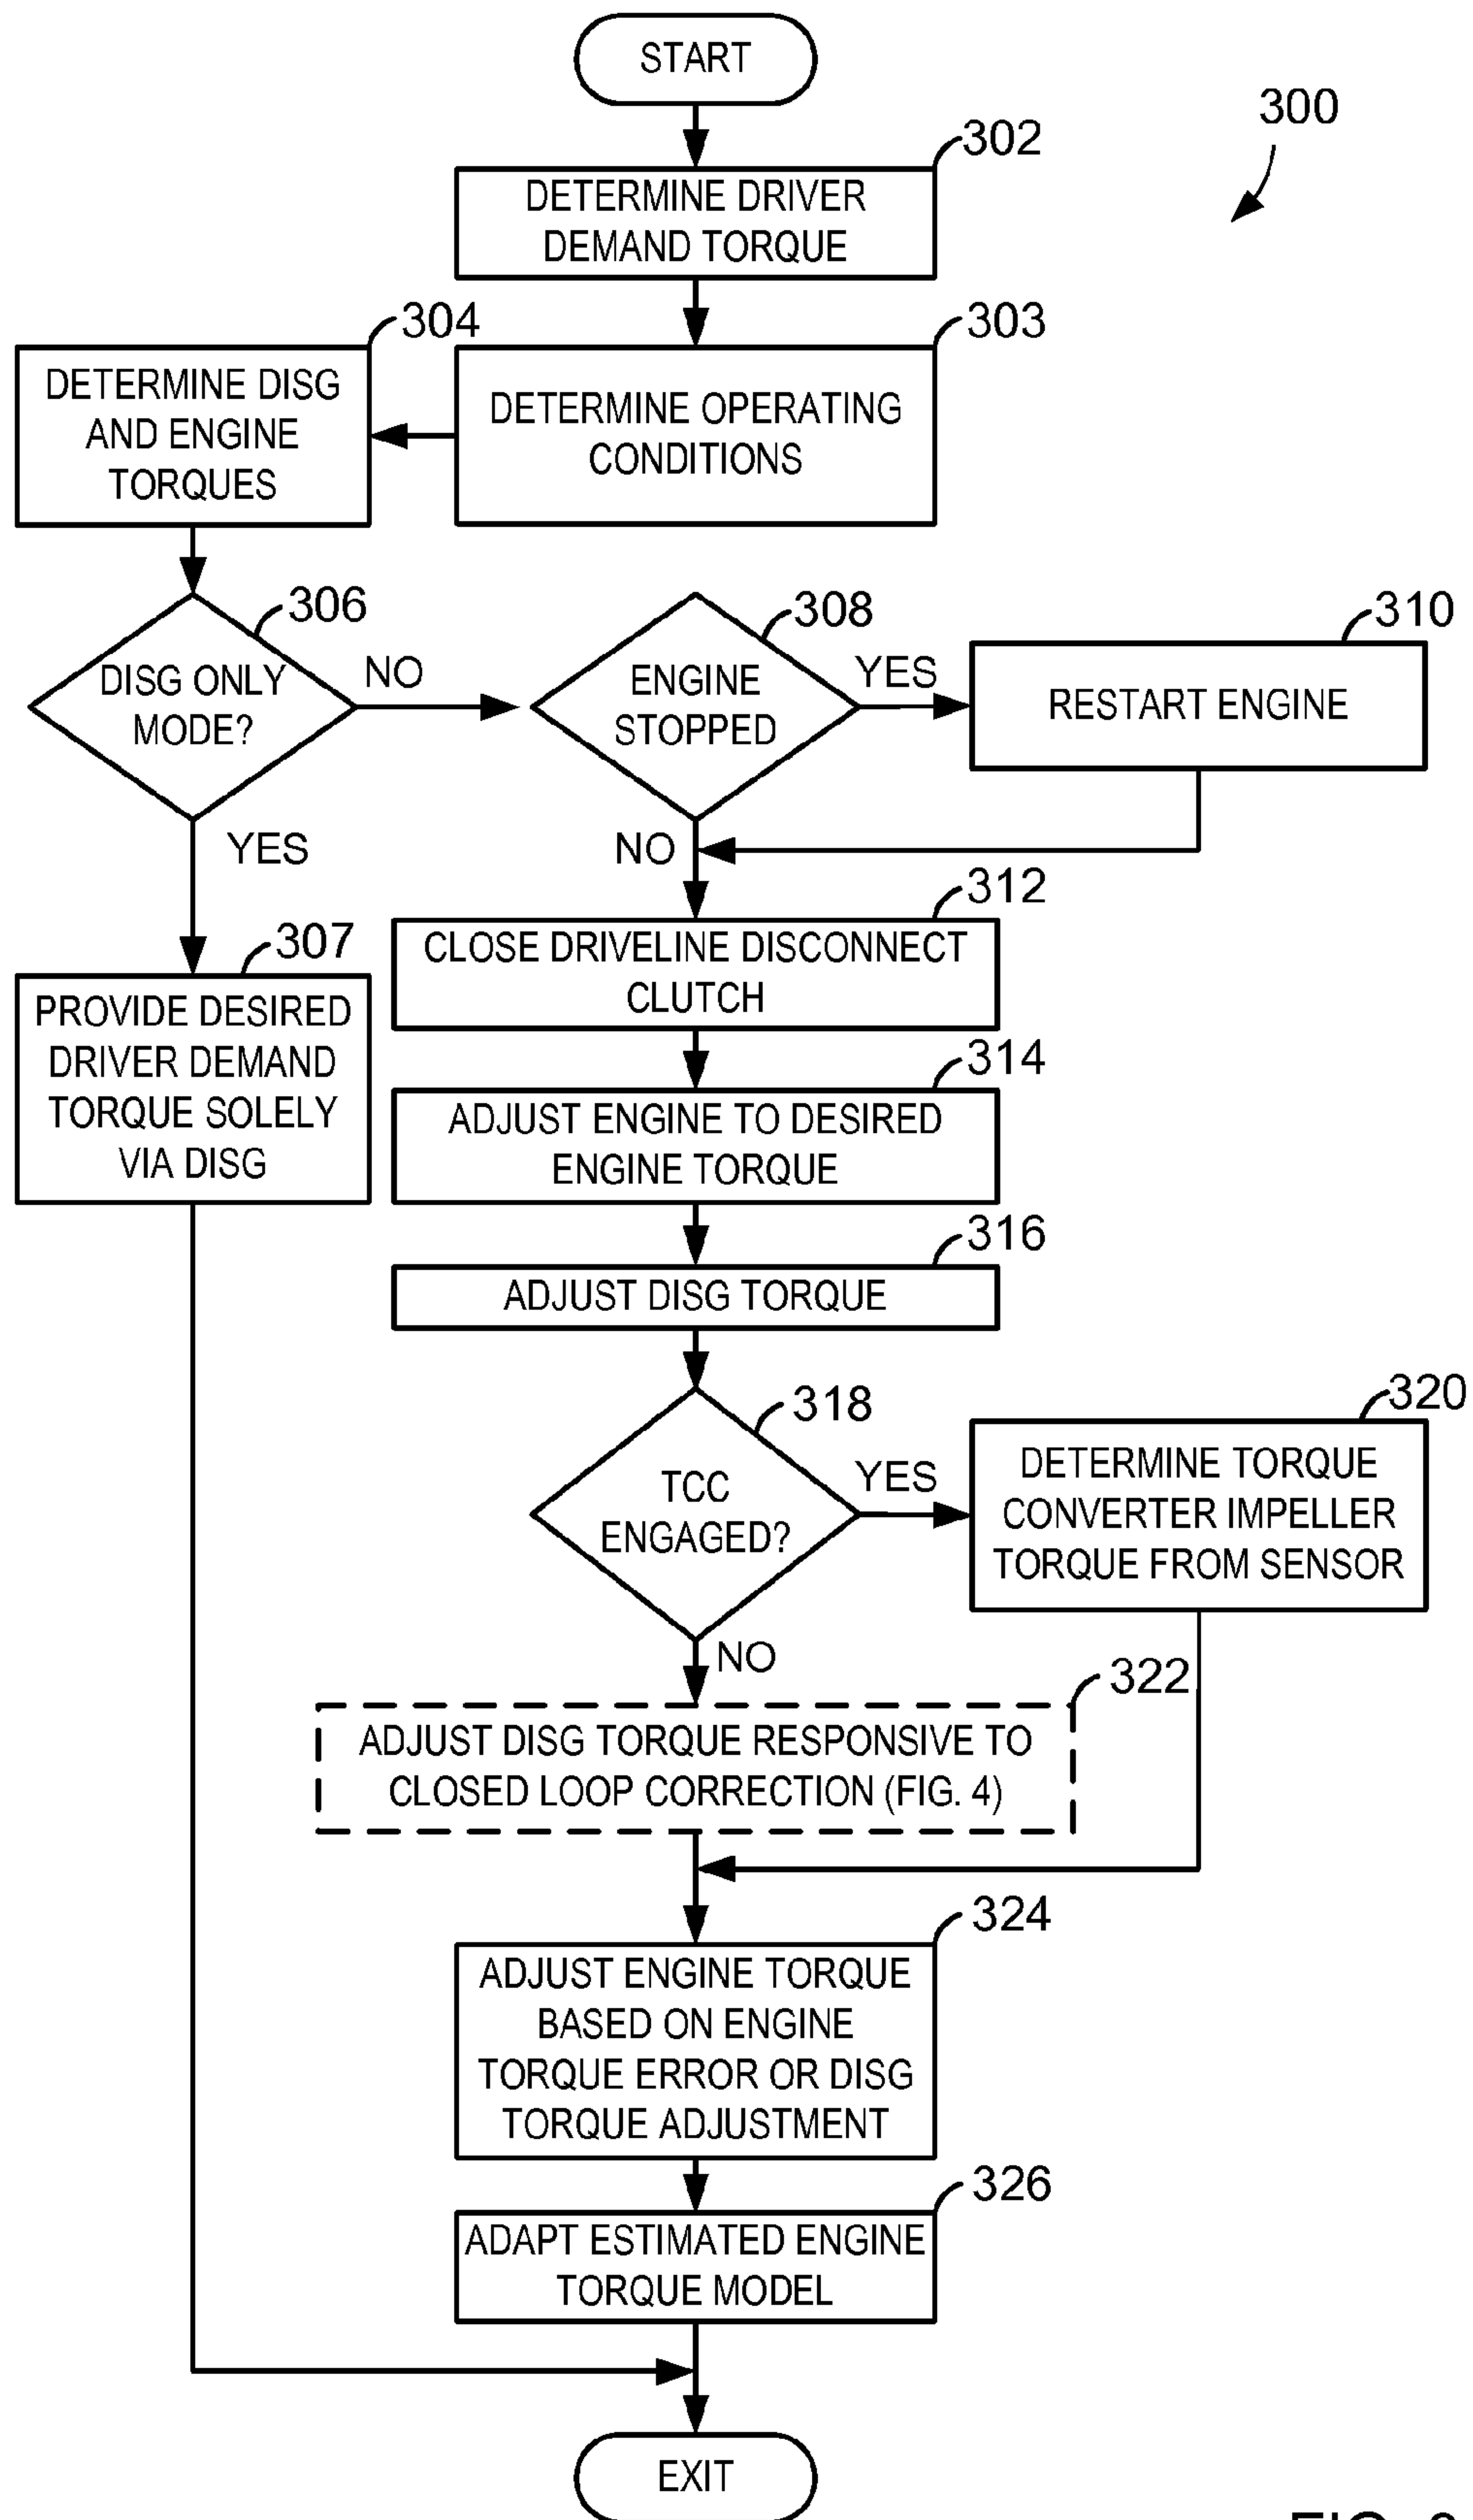 START
300
302
DETERMINE DRIVER
DEMAND TORQUE
304
303
DETERMINE DISG
AND ENGINE
TORQUES
DETERMINE OPERATING
CONDITIONS
306
DISG ONLY
MODE?
NO
308
ENGINE
STOPPED
YES
310
RESTART ENGINE
YES
NO
312
CLOSE DRIVELINE DISCONNECT
CLUTCH
307
PROVIDE DESIRED
DRIVER DEMAND
TORQUE SOLELY
VIA DISG
314
ADJUST ENGINE TO DESIRED
ENGINE TORQUE
316
ADJUST DISG TORQUE
318
TCC
ENGAGED?
YES
320
DETERMINE TORQUE
CONVERTER IMPELLER
TORQUE FROM SENSOR
NO
322
ADJUST DISG TORQUE RESPONSIVE TO
CLOSED LOOP CORRECTION (FIG. 4)
324
ADJUST ENGINE TORQUE
BASED ON ENGINE
TORQUE ERROR OR DISG
TORQUE ADJUSTMENT
326
ADAPT ESTIMATED ENGINE
TORQUE MODEL
EXIT